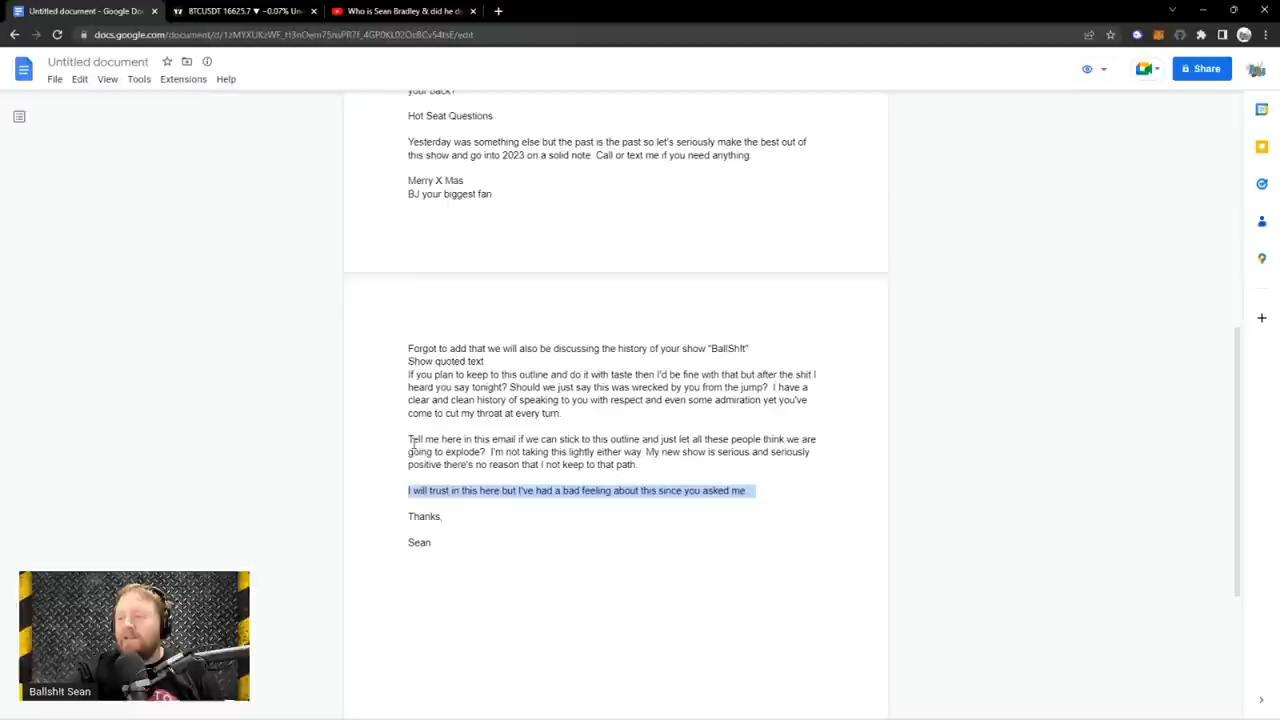 Untitled document - Google Do
BTCUSDT 16625.7 ▼ −0.07% Un
Who is Sean Bradley & did he d
Untitled document
File Edit View Tools Extensions Help
Share
your back?
Hot Seat Questions
Yesterday was something else but the past is the past so let's seriously make the best out of
this show and go into 2023 on a solid note. Call or text me if you need anything.
Merry X Mas
BJ your biggest fan
Forgot to add that we will also be discussing the history of your show "BallSh!t"
Show quoted text
If you plan to keep to this outline and do it with taste then I'd be fine with that but after the shit I
heard you say tonight? Should we just say this was wrecked by you from the jump? I have a
clear and clean history of speaking to you with respect and even some admiration yet you've
come to cut my throat at every turn.
Tell me here in this email if we can stick to this outline and just let all these people think we are
going to explode? I'm not taking this lightly either way. My new show is serious and seriously
positive there's no reason that I not keep to that path.
I will trust in this here but I've had a bad feeling about this since you asked me.
Thanks,
Sean
Ballsh!t Sean